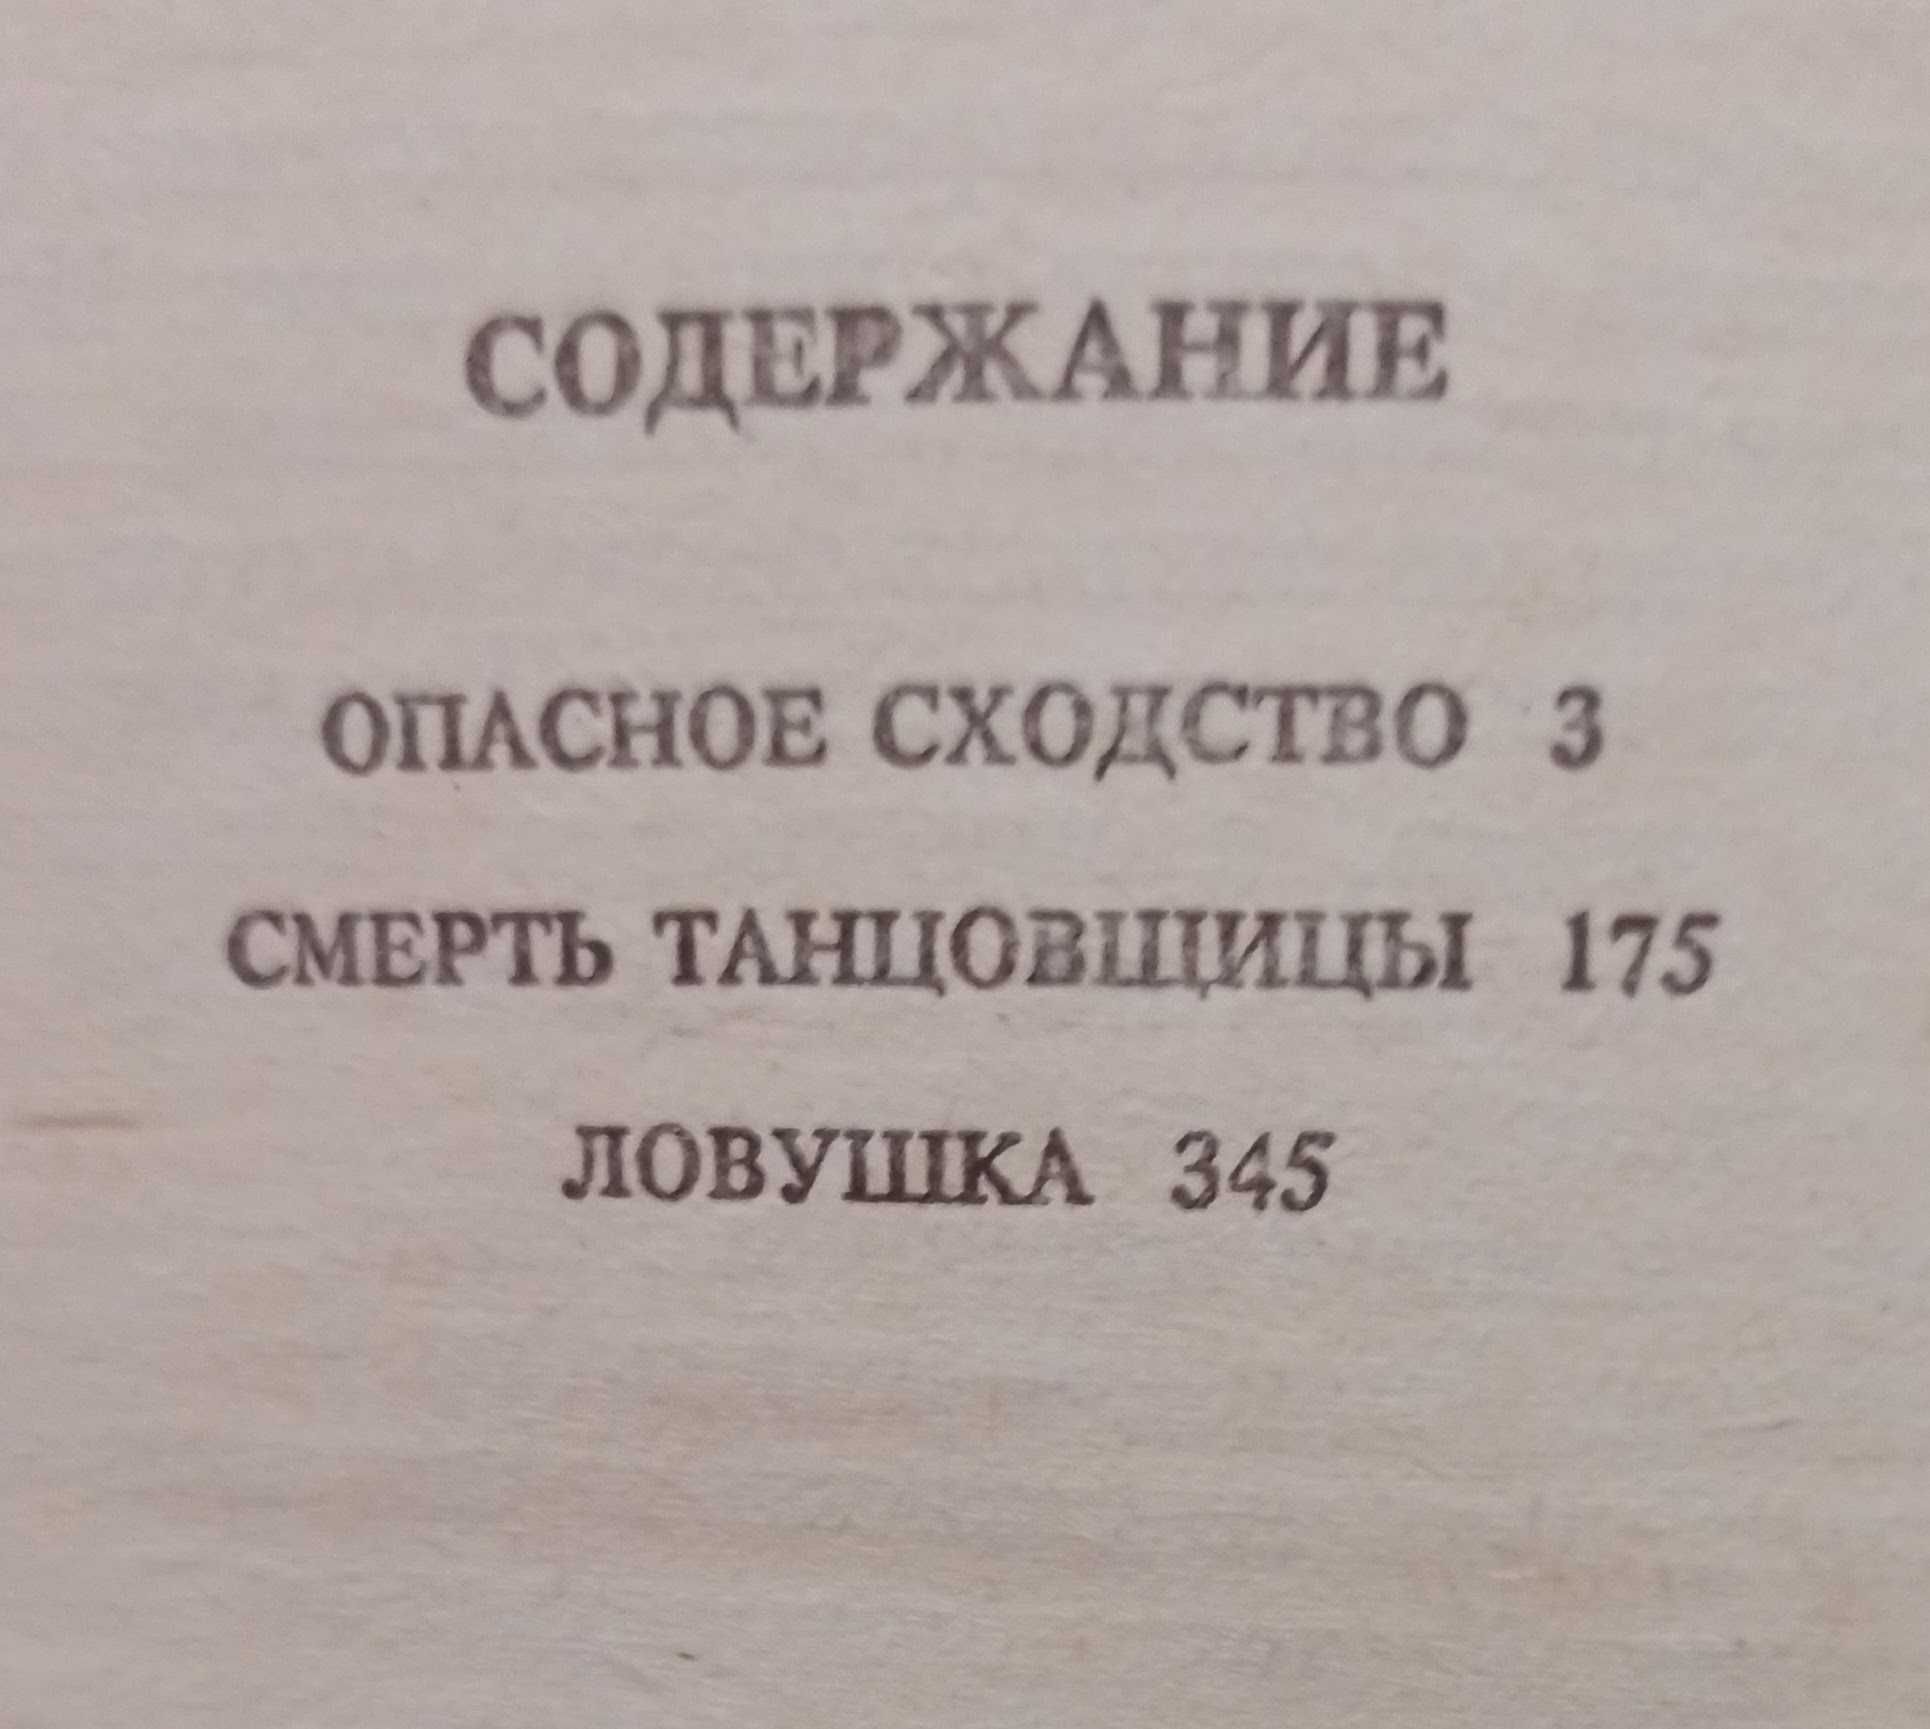 СОДЕРЖАНИЕ
ОПАСНОЕ СХОДСТВО 3
СМЕРТЬ ТАНЦОВЩИЦЫ 175
ЛОВУШКА 345